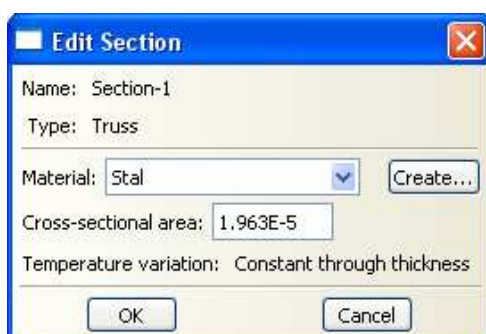 Edit Section
Name: Section-1
Type: Truss
Material: Stal Create...
Cross-sectional area: 1.963E-5
Temperature variation: Constant through thickness
OK Cancel